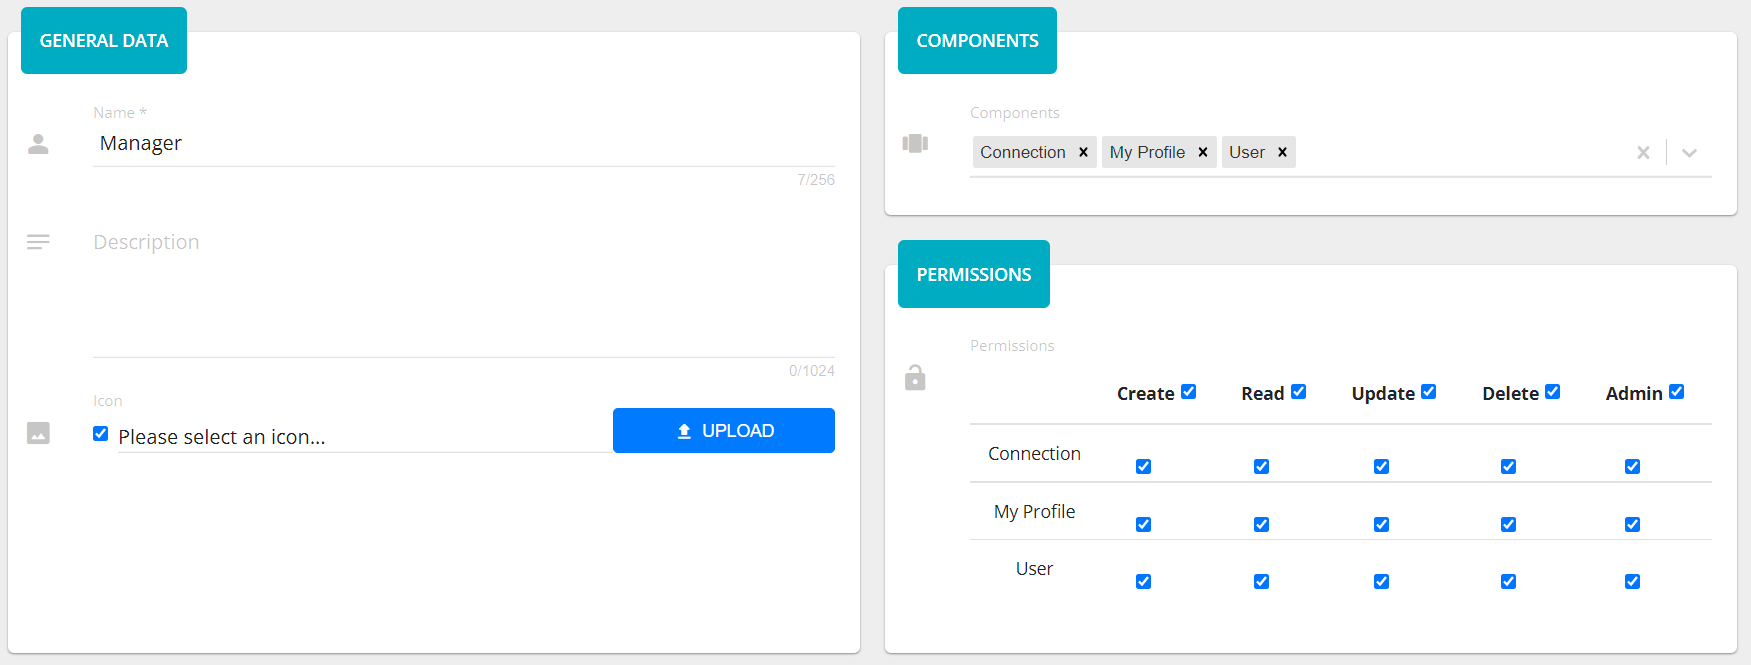 GENERAL DATA
Name *
Manager
7/256
Description
0/1024
Icon
Please select an icon...
UPLOAD
COMPONENTS
Components
Connection × My Profile × User ×
PERMISSIONS
Permissions
Create Read Update Delete Admin
Connection
My Profile
User